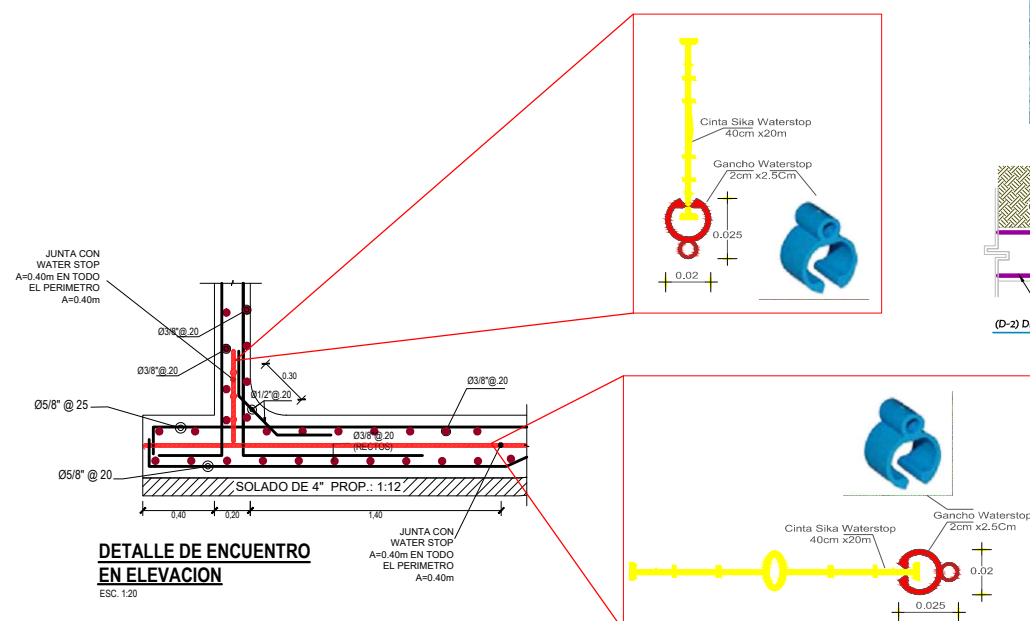 Cinta Sika Waterstop
40cm x20m
Gancho Waterstop
2cm x2.5Cm
0.025
0.02
JUNTA CON
WATER STOP
A=0.40m EN TODO
EL PERIMETRO
A=0.40m
Ø3/8"@.20
Ø3/8"@.20
0.30
Ø1/2"@.20
Ø3/8"@.20
Ø5/8" @ 25
Ø3/8"@.20
(RECTOS)
Ø5/8" @ 20
SOLADO DE 4" PROP.: 1:12
0,40
0,20
1,40
JUNTA CON
WATER STOP
A=0.40m EN TODO
EL PERIMETRO
A=0.40m
DETALLE DE ENCUENTRO
EN ELEVACION
ESC. 1:20
(D-2) D
Gancho Waterstop
2cm x2.5Cm
Cinta Sika Waterstop
40cm x20m
0.02
0.025